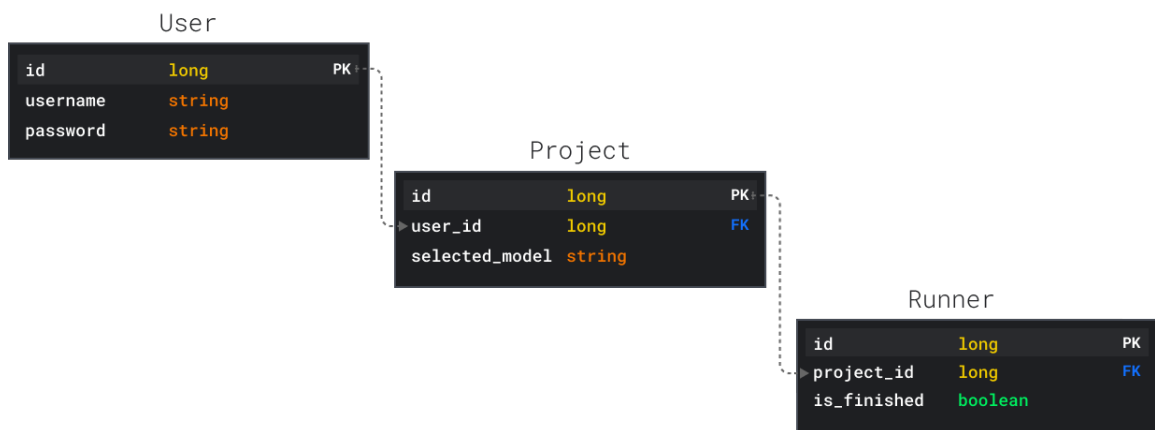 User
id long PK
username string
password string
Project
id long PK
user_id long FK
selected_model string
Runner
id long PK
project_id long FK
is_finished boolean